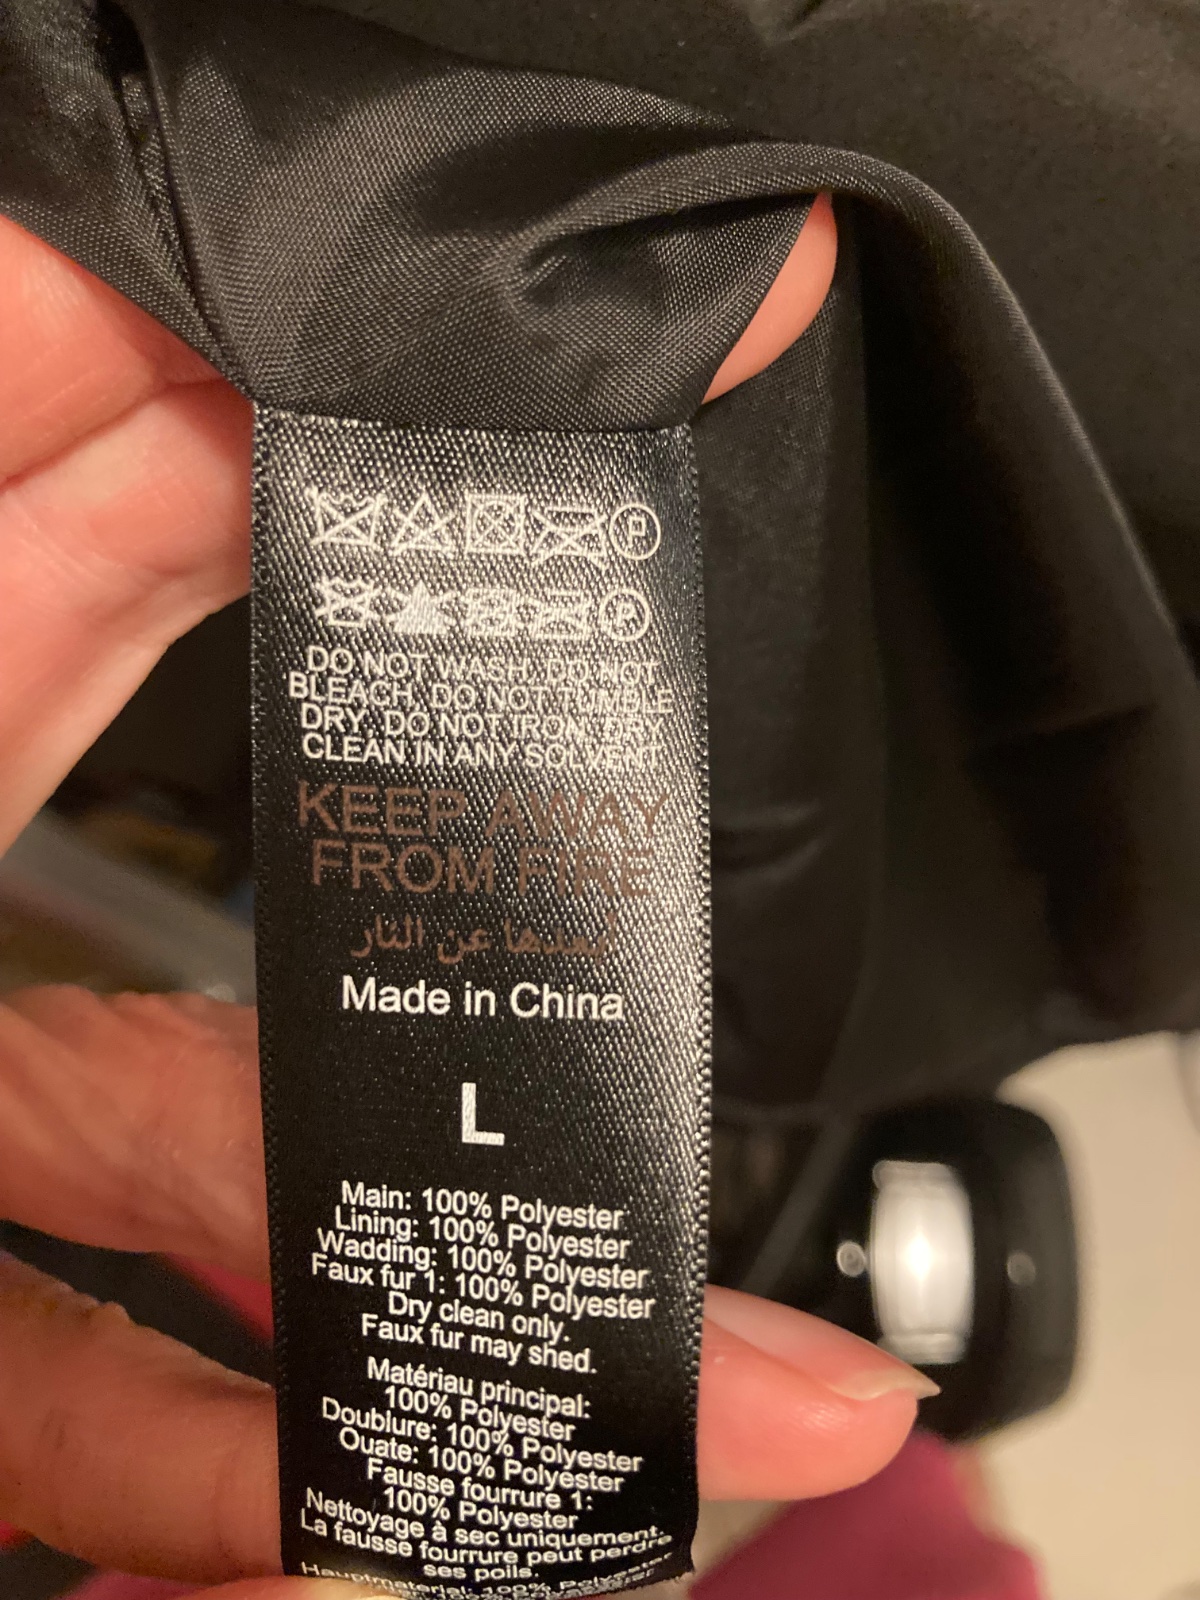 P
P
DO NOT WASH, DO NOT
BLEACH, DO NOT TUMBLE
DRY, DO NOT IRON, DRY
CLEAN IN ANY SOLVENT
KEEP AWAY
FROM FIRE
أبعدها عن النار
Made in China
L
Main: 100% Polyester
Lining: 100% Polyester
Wadding: 100% Polyester
Faux fur 1: 100% Polyester
Dry clean only.
Faux fur may shed.
Matériau principal:
100% Polyester
Doublure: 100% Polyester
Ouate: 100% Polyester
Fausse fourrure 1:
100% Polyester
Nettoyage à sec uniquement.
La fausse fourrure peut perdre
ses poils.
Hauptmaterial: 100% Polyester